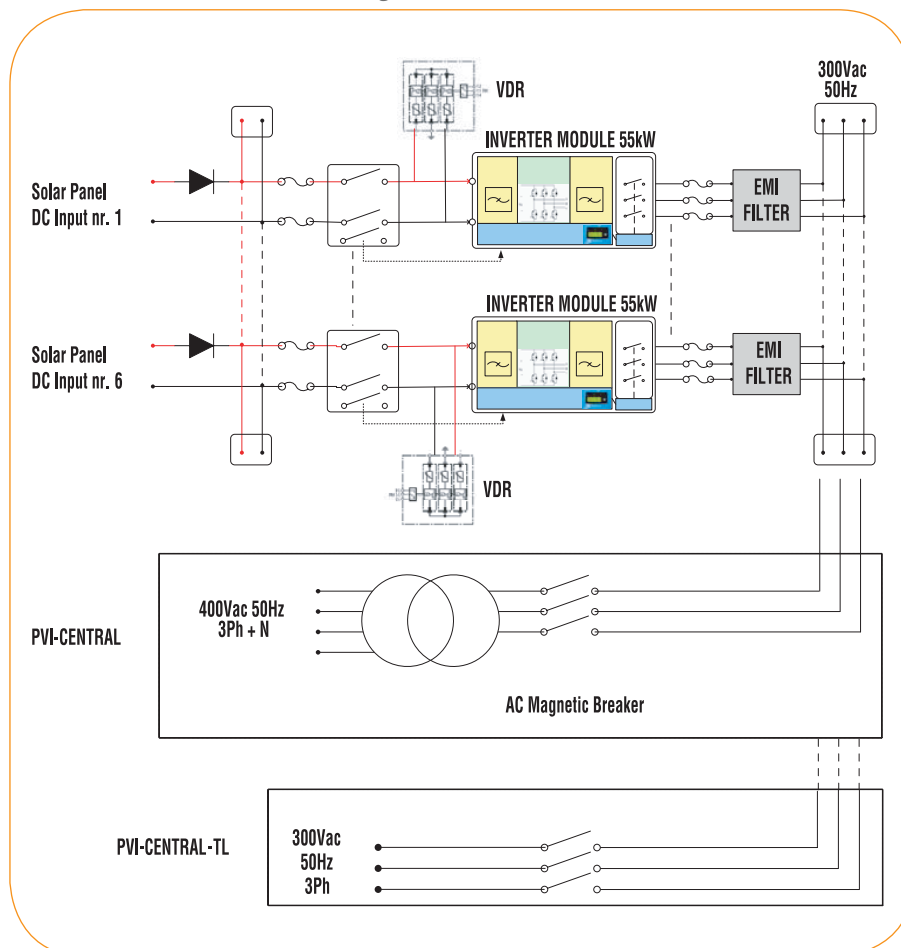 VDR
300Vac
50Hz
INVERTER MODULE 55kW
Solar Panel
DC Input nr. 1
EMI
FILTER
INVERTER MODULE 55kW
Solar Panel
DC Input nr. 6
EMI
FILTER
VDR
400Vac 50Hz
3Ph + N
PVI-CENTRAL
AC Magnetic Breaker
PVI-CENTRAL-TL
300Vac
50Hz
3Ph